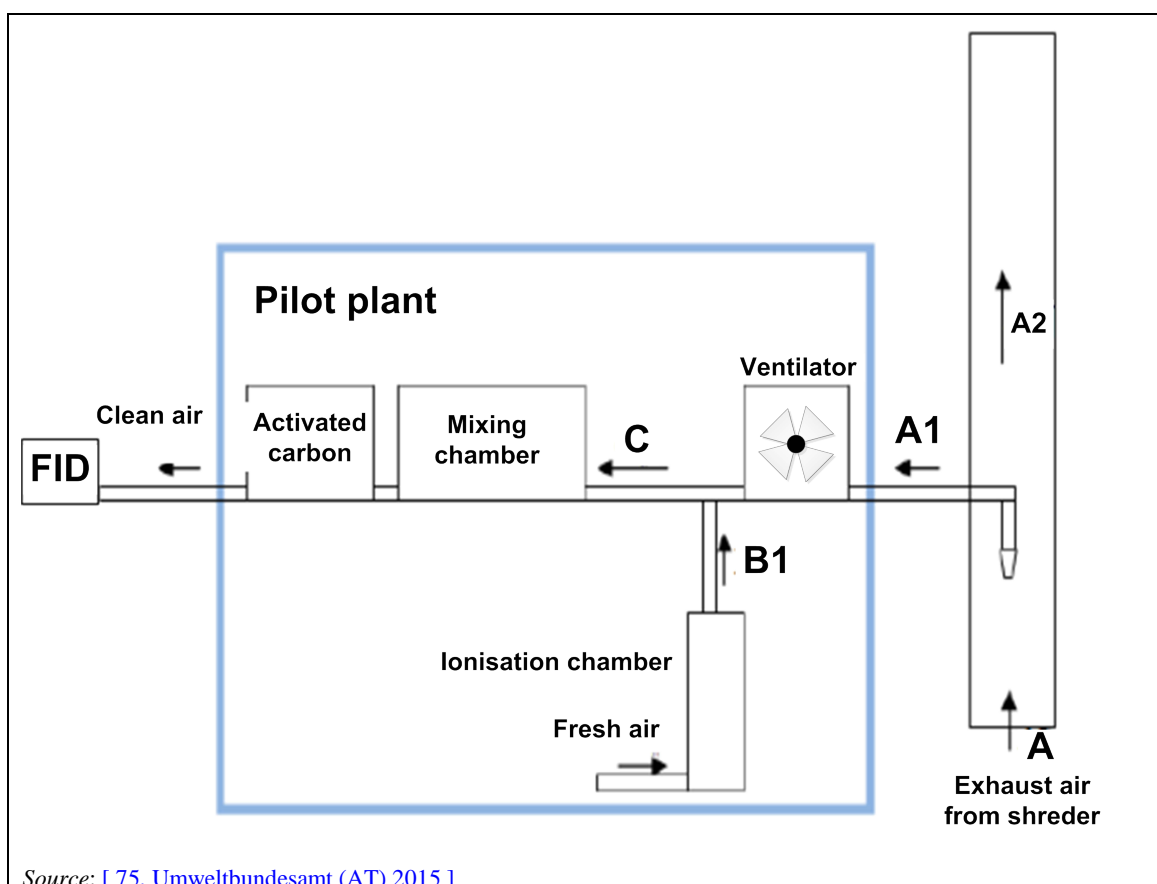 Pilot plant
A2
Ventilator
Clean air
Activated
carbon
Mixing
chamber
C
A1
FID
B1
Ionisation chamber
Fresh air
A
Exhaust air
from shreder
Source: [ 75, Umweltbundesamt (AT) 2015 ]